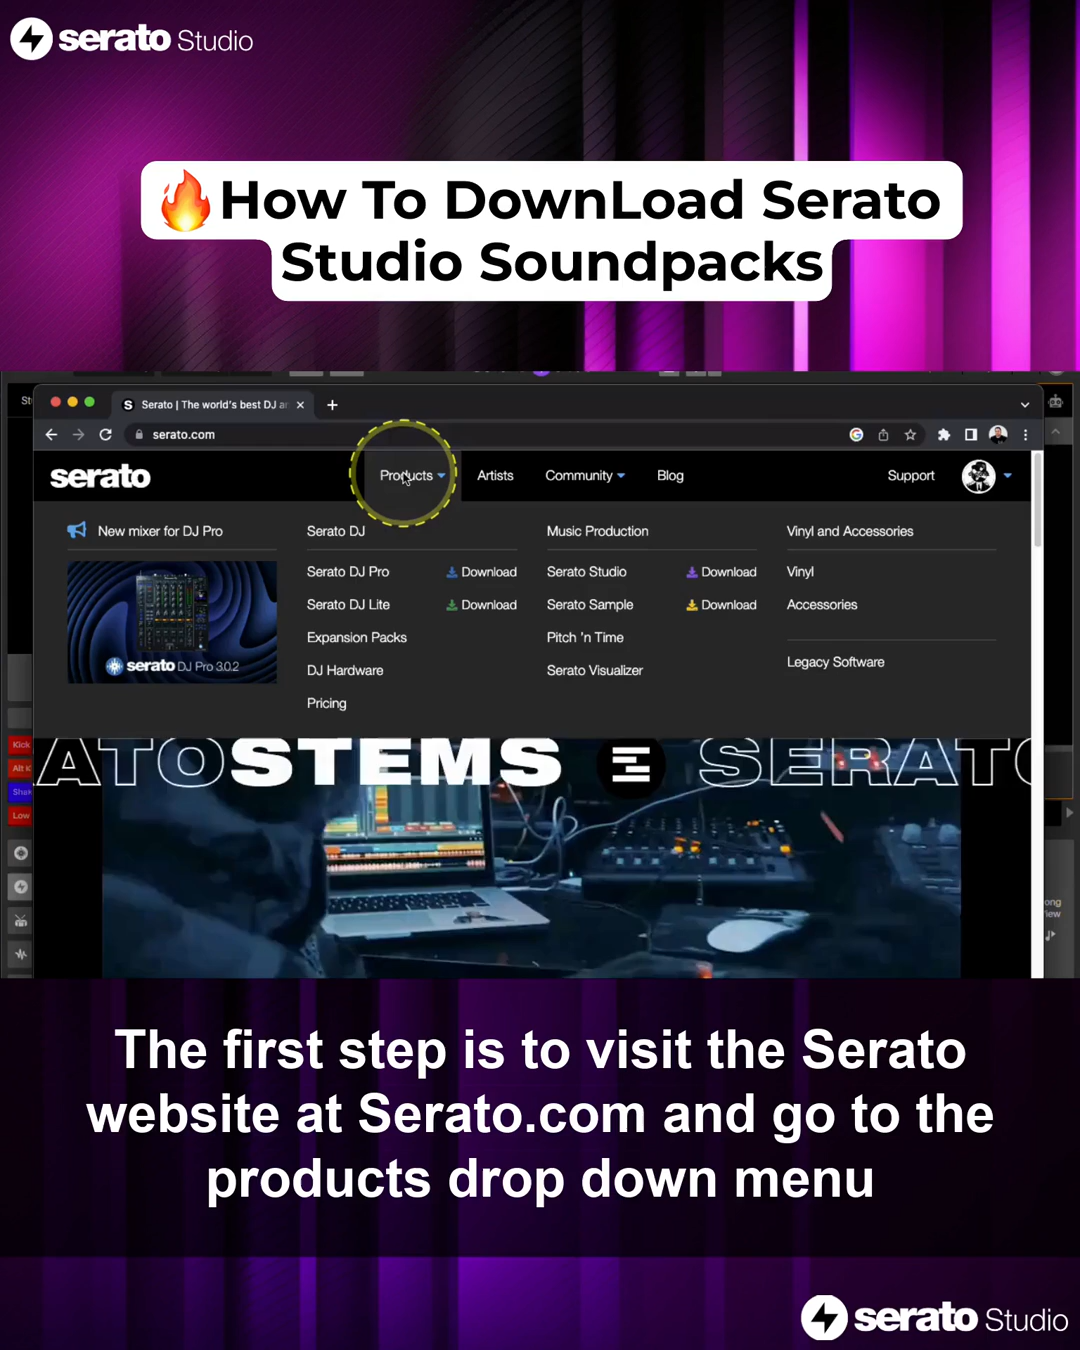 serato Studio
🔥How To DownLoad Serato
Studio Soundpacks
Serato | The world's best DJ a
serato.com
serato
Products
Artists
Community
Blog
Support
New mixer for DJ Pro
serato DJ Pro 3.0.2
Serato DJ
Serato DJ Pro Download
Serato DJ Lite Download
Expansion Packs
DJ Hardware
Pricing
Music Production
Serato Studio Download
Serato Sample Download
Pitch 'n Time
Serato Visualizer
Vinyl and Accessories
Vinyl
Accessories
Legacy Software
Kick
Alt K
Shak
Low
ATO STEMS SERATO
The first step is to visit the Serato
website at Serato.com and go to the
products drop down menu
serato Studio